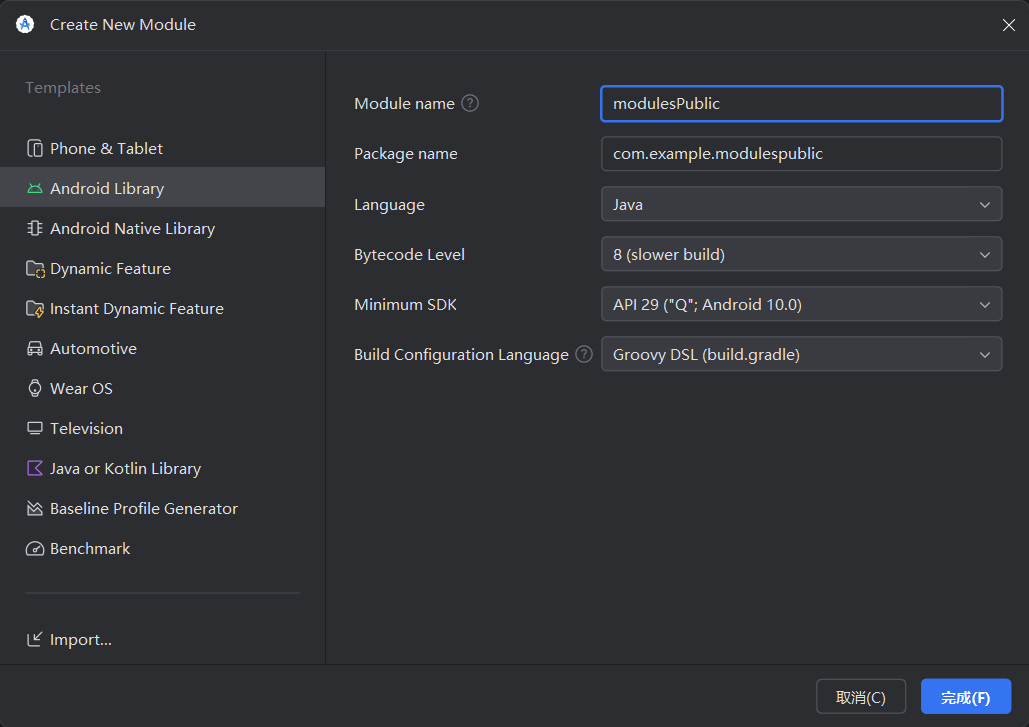 Create New Module
Templates
Phone & Tablet
Android Library
Android Native Library
Dynamic Feature
Instant Dynamic Feature
Automotive
Wear OS
Television
Java or Kotlin Library
Baseline Profile Generator
Benchmark
Import...
Module name ? modulesPublic
Package name com.example.modulespublic
Language Java
Bytecode Level 8 (slower build)
Minimum SDK API 29 ("Q"; Android 10.0)
Build Configuration Language ? Groovy DSL (build.gradle)
取消(C) 完成(F)